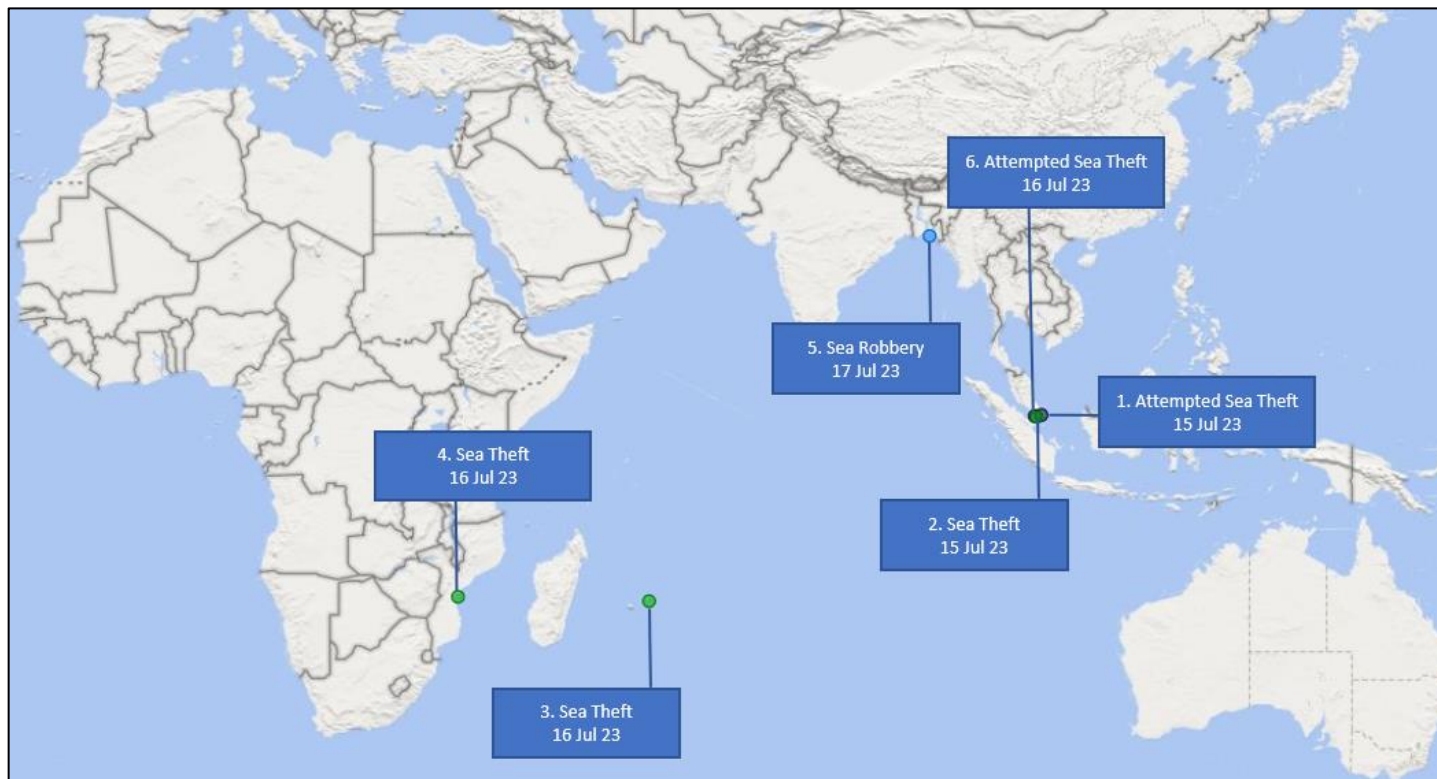 6. Attempted Sea Theft
16 Jul 23
5. Sea Robbery
17 Jul 23
1. Attempted Sea Theft
15 Jul 23
4. Sea Theft
16 Jul 23
2. Sea Theft
15 Jul 23
3. Sea Theft
16 Jul 23